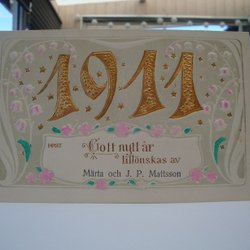 1911
Gott nytt år
tillönskas av
Märta och J. P. Mattsson